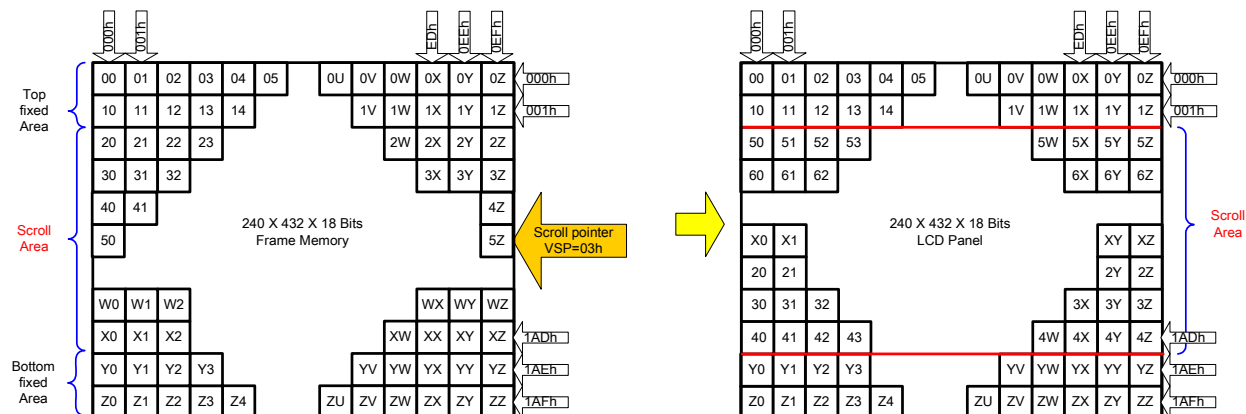 000h 001h EDh 0EEh 0EFh
00 01 02 03 04 05 0U 0V 0W 0X 0Y 0Z 000h
Top
fixed
Area
10 11 12 13 14 1V 1W 1X 1Y 1Z 001h
20 21 22 23 2W 2X 2Y 2Z
30 31 32 3X 3Y 3Z
40 41 4Z
50 5Z
Scroll
Area
240 X 432 X 18 Bits
Frame Memory
Scroll pointer
VSP=03h
W0 W1 W2 WX WY WZ
X0 X1 X2 XW XX XY XZ 1ADh
Bottom
fixed
Area
Y0 Y1 Y2 Y3 YV YW YX YY YZ 1AEh
Z0 Z1 Z2 Z3 Z4 ZU ZV ZW ZX ZY ZZ 1AFh
000h 001h EDh 0EEh 0EFh
00 01 02 03 04 05 0U 0V 0W 0X 0Y 0Z 000h
10 11 12 13 14 1V 1W 1X 1Y 1Z 001h
50 51 52 53 5W 5X 5Y 5Z
60 61 62 6X 6Y 6Z
240 X 432 X 18 Bits
LCD Panel
Scroll
Area
X0 X1 XY XZ
20 21 2Y 2Z
30 31 32 3X 3Y 3Z
40 41 42 43 4W 4X 4Y 4Z 1ADh
Y0 Y1 Y2 Y3 YV YW YX YY YZ 1AEh
Z0 Z1 Z2 Z3 Z4 ZU ZV ZW ZX ZY ZZ 1AFh